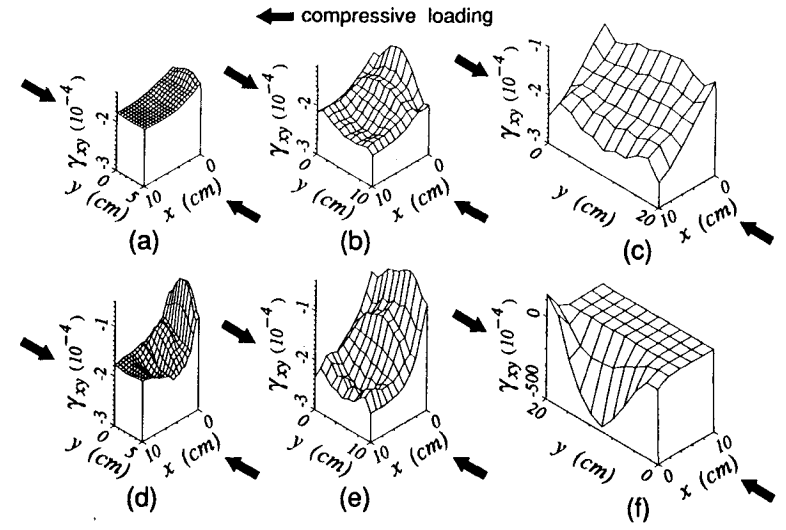 compressive loading
γxy (10⁻⁴)
-2
-3
0
y (cm)
5
10
x (cm)
0
(a)
γxy (10⁻⁴)
-2
-3
0
y (cm)
10
10
x (cm)
0
(b)
γxy (10⁻⁴)
-1
-2
-3
0
y (cm)
20
10
x (cm)
0
(c)
γxy (10⁻⁴)
-1
-2
-3
0
y (cm)
5
10
x (cm)
0
(d)
γxy (10⁻⁴)
-1
-2
-3
0
y (cm)
10
10
x (cm)
0
(e)
γxy (10⁻⁴)
0
-500
20
y (cm)
0
0
x (cm)
10
(f)